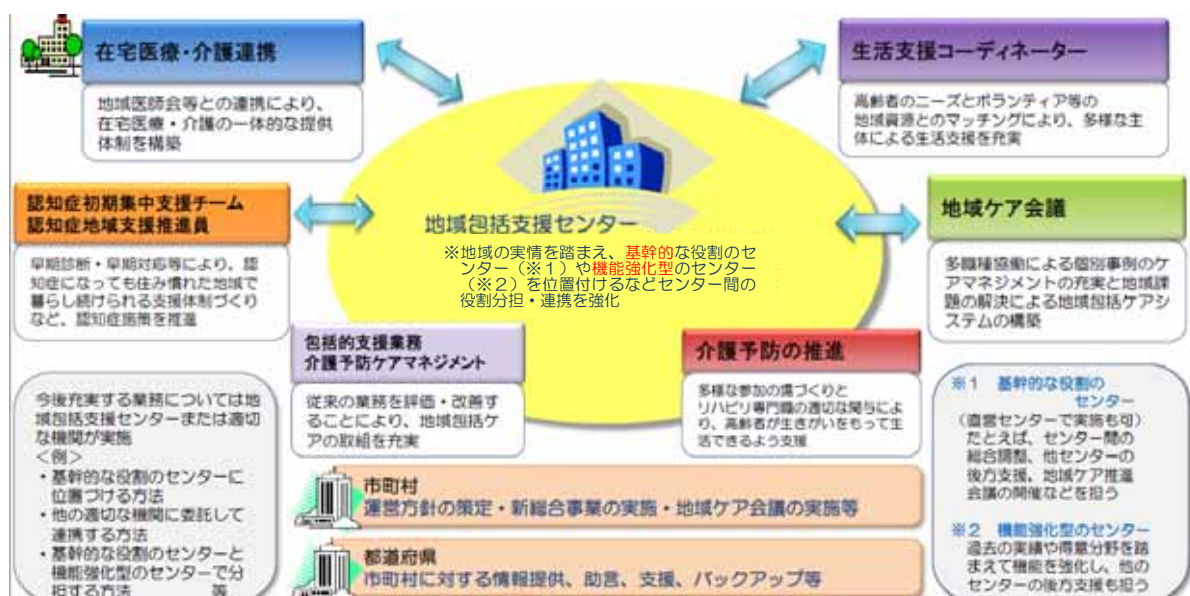 在宅医療・介護連携
地域医師会等との連携により、
在宅医療・介護の一体的な提供
体制を構築
生活支援コーディネーター
高齢者のニーズとボランティア等の
地域資源とのマッチングにより、多様な主
体による生活支援を充実
認知症初期集中支援チーム
認知症地域支援推進員
早期診断・早期対応等により、認
知症になっても住み慣れた地域で
暮らし続けられる支援体制づくり
など、認知症施策を推進
地域包括支援センター
※地域の実情を踏まえ、基幹的な役割のセ
ンター(※1)や機能強化型のセンター
(※2)を位置付けるなどセンター間の
役割分担・連携を強化
地域ケア会議
多職種協働による個別事例のケ
アマネジメントの充実と地域課
題の解決による地域包括ケアシ
ステムの構築
包括的支援業務
介護予防ケアマネジメント
従来の業務を評価・改善す
ることにより、地域包括ケ
アの取組を充実
介護予防の推進
多様な参加の場づくりと
リハビリ専門職の適切な関与によ
り、高齢者が生きがいをもって生
活できるよう支援
今後充実する業務については地
域包括支援センターまたは適切
な機関が実施
<例>
・基幹的な役割のセンターに
位置づける方法
・他の適切な機関に委託して
連携する方法
・基幹的な役割のセンターと
機能強化型のセンターで分
担する方法 等
市町村
運営方針の策定・新総合事業の実施・地域ケア会議の実施等
都道府県
市町村に対する情報提供、助言、支援、バックアップ等
※1 基幹的な役割の
センター
(直営センターで実施も可)
たとえば、センター間の
総合調整、他センターの
後方支援、地域ケア推進
会議の開催などを担う
※2 機能強化型のセンター
過去の実績や得意分野を踏
まえて機能を強化し、他の
センターの後方支援も担う